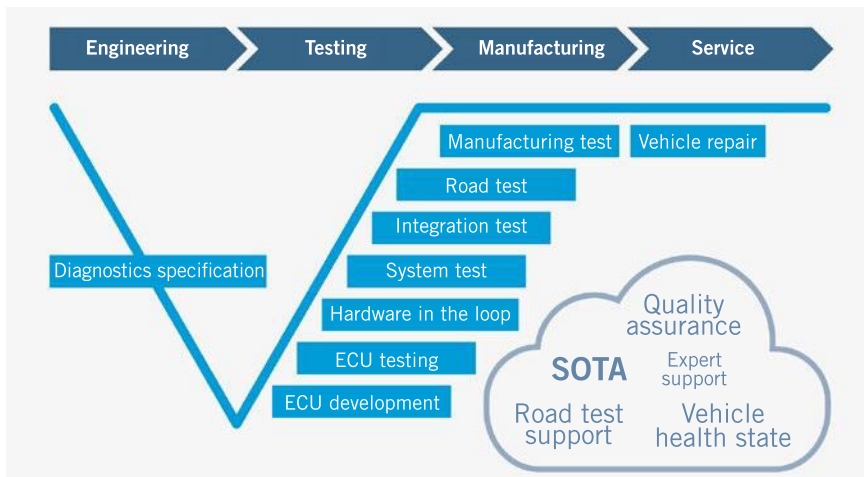 Engineering
Testing
Manufacturing
Service
Manufacturing test
Vehicle repair
Road test
Integration test
Diagnostics specification
System test
Hardware in the loop
ECU testing
ECU development
Quality
assurance
SOTA
Expert
support
Road test
support
Vehicle
health state